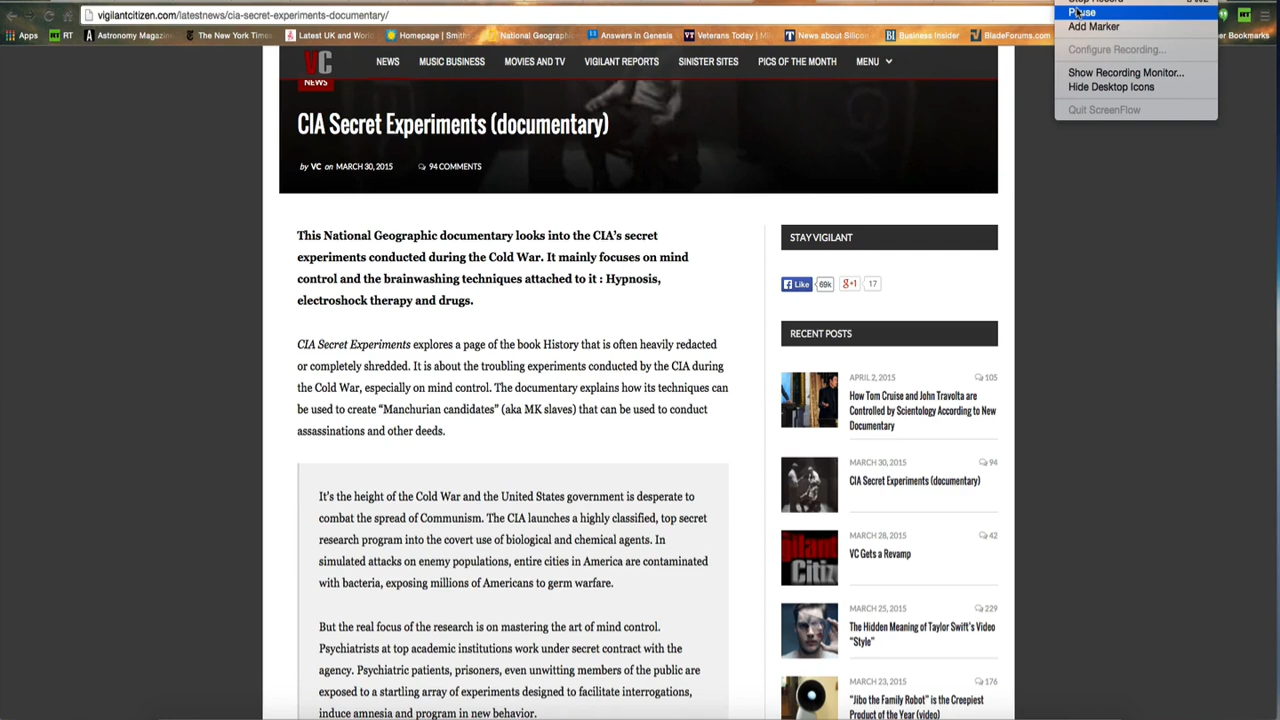 Pause
vigilantcitizen.com/latestnews/cia-secret-experiments-documentary/
Add Marker
Apps RT Astronomy Magazin The New York Times Latest UK and World Homepage | Smiths National Geographic Answers in Genesis Veterans Today | News about Silicon Business Insider BladeForums.com er Bookmarks
Configure Recording...
Show Recording Monitor...
Hide Desktop Icons
Quit ScreenFlow
VC NEWS MUSIC BUSINESS MOVIES AND TV VIGILANT REPORTS SINISTER SITES PICS OF THE MONTH MENU
NEWS
CIA Secret Experiments (documentary)
by VC on MARCH 30, 2015 94 COMMENTS
This National Geographic documentary looks into the CIA's secret
experiments conducted during the Cold War. It mainly focuses on mind
control and the brainwashing techniques attached to it : Hypnosis,
electroshock therapy and drugs.
CIA Secret Experiments explores a page of the book History that is often heavily redacted
or completely shredded. It is about the troubling experiments conducted by the CIA during
the Cold War, especially on mind control. The documentary explains how its techniques can
be used to create “Manchurian candidates” (aka MK slaves) that can be used to conduct
assassinations and other deeds.
It's the height of the Cold War and the United States government is desperate to
combat the spread of Communism. The CIA launches a highly classified, top secret
research program into the covert use of biological and chemical agents. In
simulated attacks on enemy populations, entire cities in America are contaminated
with bacteria, exposing millions of Americans to germ warfare.
But the real focus of the research is on mastering the art of mind control.
Psychiatrists at top academic institutions work under secret contract with the
agency. Psychiatric patients, prisoners, even unwitting members of the public are
exposed to a startling array of experiments designed to facilitate interrogations,
induce amnesia and program in new behavior.
STAY VIGILANT
Like 69k g+1 17
RECENT POSTS
APRIL 2, 2015 105
How Tom Cruise and John Travolta are
Controlled by Scientology According to New
Documentary
MARCH 30, 2015 94
CIA Secret Experiments (documentary)
MARCH 28, 2015 42
VC Gets a Revamp
MARCH 25, 2015 229
The Hidden Meaning of Taylor Swift's Video
"Style"
MARCH 23, 2015 176
“Jibo the Family Robot” is the Creepiest
Product of the Year (video)